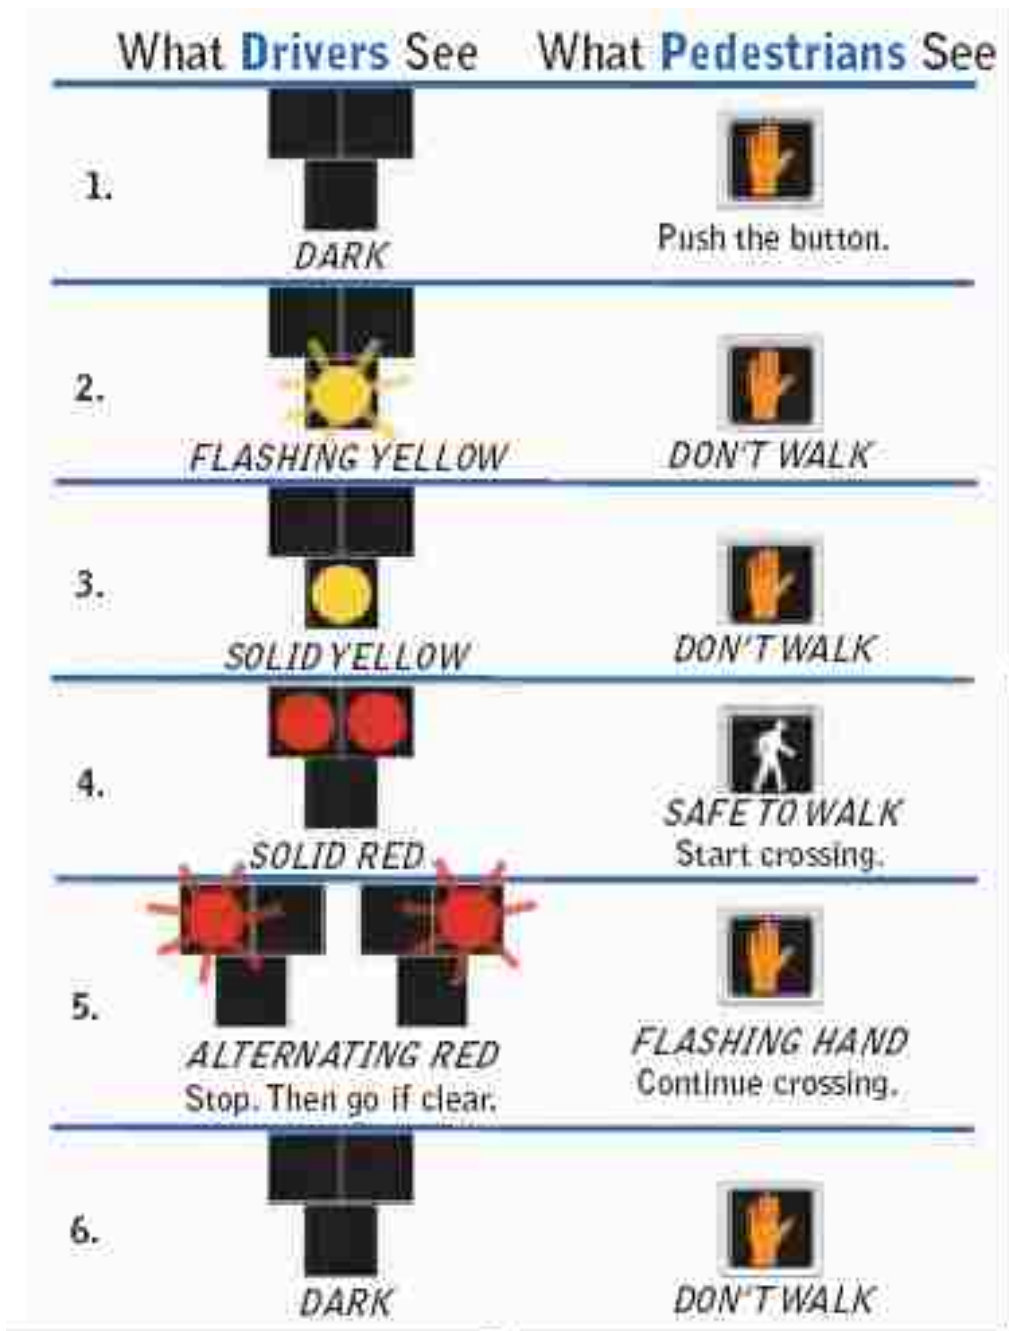 What Drivers See What Pedestrians See
1.
DARK
Push the button.
2.
FLASHING YELLOW
DON'T WALK
3.
SOLID YELLOW
DON'T WALK
4.
SOLID RED
SAFE TO WALK
Start crossing.
5.
ALTERNATING RED
Stop. Then go if clear.
FLASHING HAND
Continue crossing.
6.
DARK
DON'T WALK